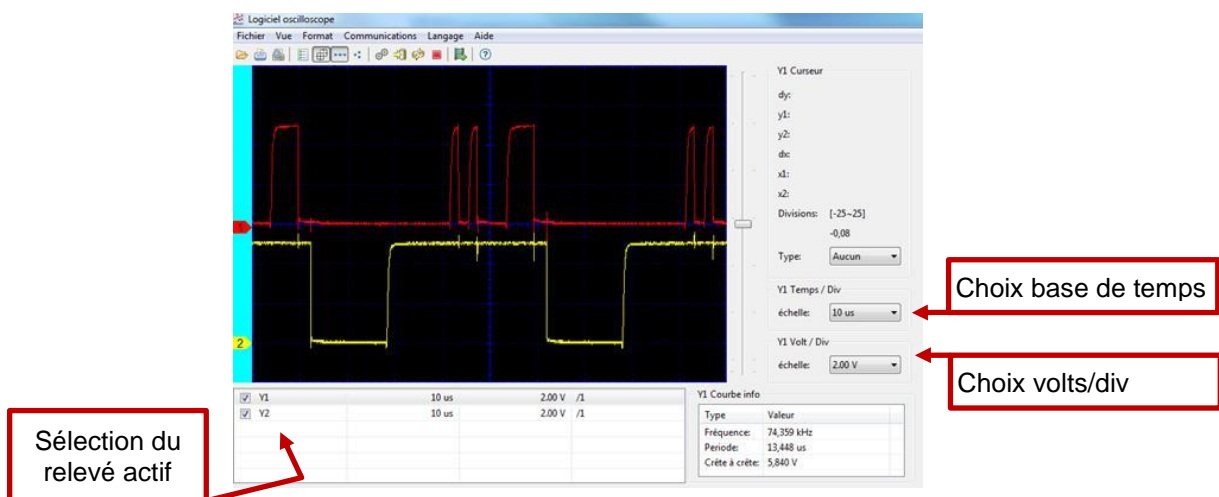 Logiciel oscilloscope
Fichier Vue Format Communications Langage Aide
Y1 Curseur
dy:
y1:
y2:
dx:
x1:
x2:
Divisions: [-25~25]
-0,08
Type: Aucun
Y1 Temps / Div
échelle: 10 us
Y1 Volt / Div
échelle: 2.00 V
Choix base de temps
Choix volts/div
1
2
Y1 10 us 2.00 V /1
Y2 10 us 2.00 V /1
Y1 Courbe info
Type Valeur
Fréquence: 74,359 kHz
Periode: 13,448 us
Crête à crête: 5,840 V
Sélection du
relevé actif